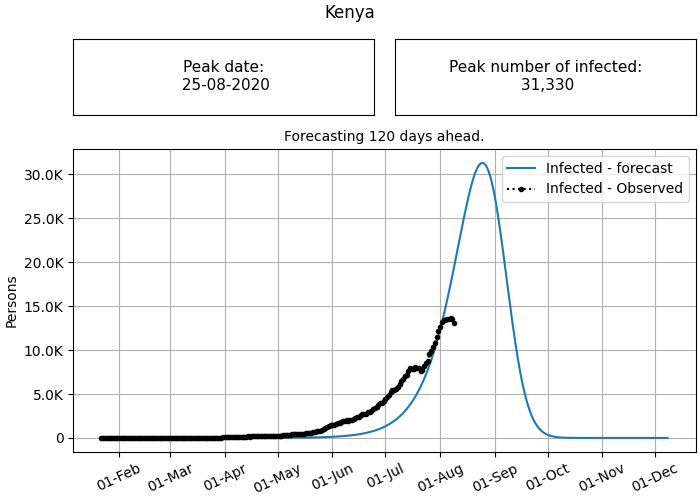 Kenya
Peak date:
25-08-2020
Peak number of infected:
31,330
Forecasting 120 days ahead.
Infected - forecast
Infected - Observed
Persons
30.0K
25.0K
20.0K
15.0K
10.0K
5.0K
0
01-Feb
01-Mar
01-Apr
01-May
01-Jun
01-Jul
01-Aug
01-Sep
01-Oct
01-Nov
01-Dec